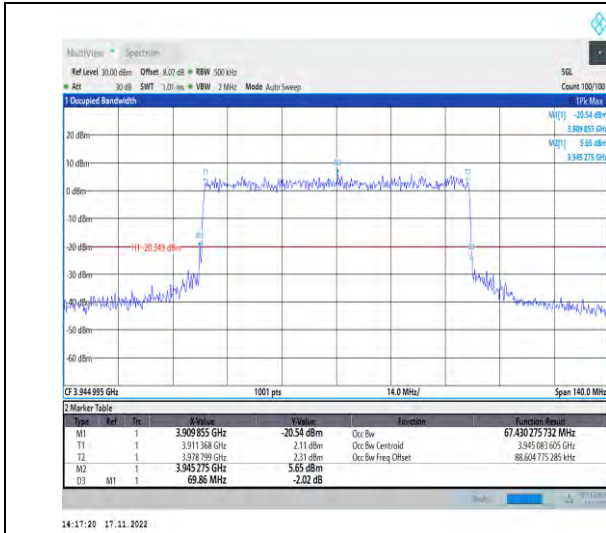 MultiView Spectrum
Ref Level 30.00 dBm Offset 8.07 dB RBW 500 kHz SGL
Att 30 dB SWT 1.01 ms VBW 2 MHz Mode Auto Sweep Count 100/100
1 Occupied Bandwidth 1Pk Max
M1[1] -20.54 dBm
3.909 855 GHz
M2[1] 5.65 dBm
3.945 275 GHz
20 dBm
10 dBm
0 dBm
-10 dBm
-20 dBm H1 -20.349 dBm
-30 dBm
-40 dBm
-50 dBm
-60 dBm
CF 3.944 995 GHz 1001 pts 14.0 MHz/ Span 140.0 MHz
2 Marker Table
Type Ref Trc X-Value Y-Value Function Function Result
M1 1 3.909 855 GHz -20.54 dBm Occ Bw 67.430 275 732 MHz
T1 1 3.911 368 GHz 2.11 dBm Occ Bw Centroid 3.945 083 605 GHz
T2 1 3.978 799 GHz 2.31 dBm Occ Bw Freq Offset 88.604 775 285 kHz
M2 1 3.945 275 GHz 5.65 dBm
D3 M1 1 69.86 MHz -2.02 dB
14:17:20 17.11.2022